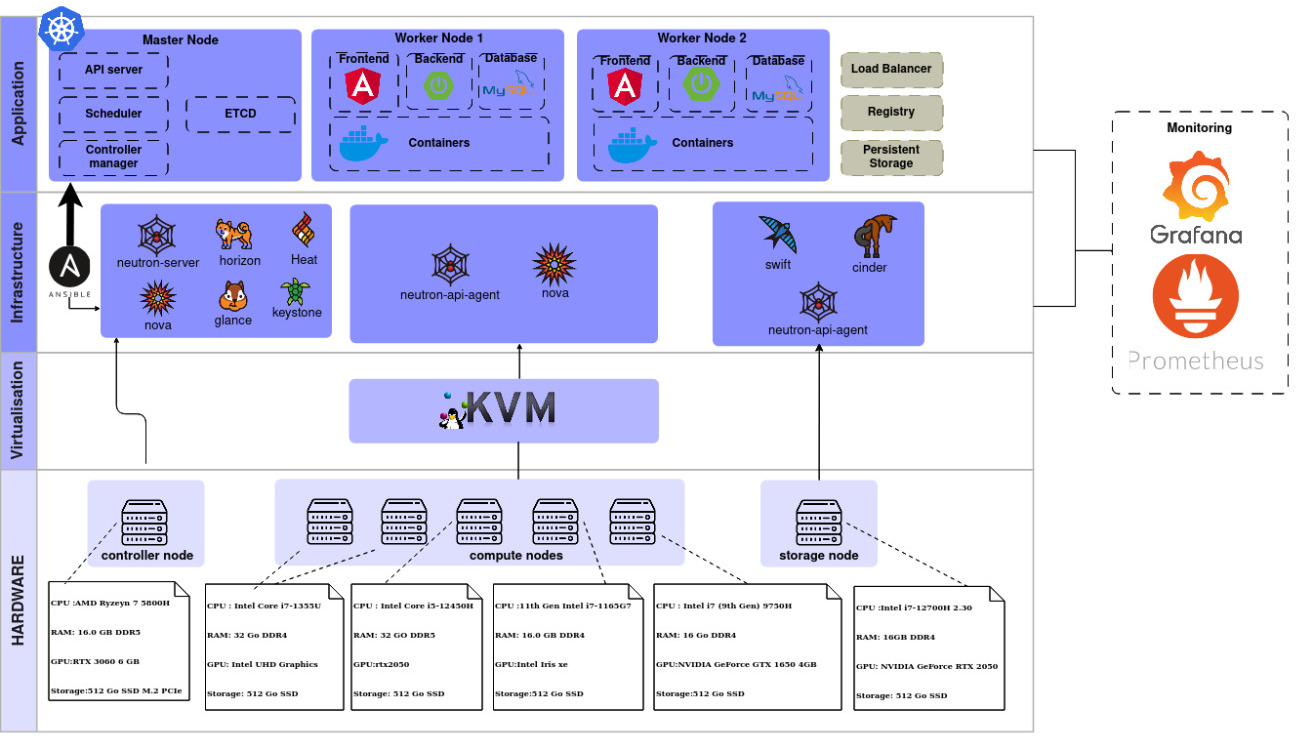 Application
Master Node
API server
Scheduler
ETCD
Controller
manager
Worker Node 1
Frontend
Backend
Database
MySQL
Containers
Worker Node 2
Frontend
Backend
Database
MySQL
Containers
Load Balancer
Registry
Persistent
Storage
Monitoring
Grafana
Prometheus
Infrastructure
ANSIBLE
neutron-server
horizon
Heat
nova
glance
keystone
neutron-api-agent
nova
swift
cinder
neutron-api-agent
Virtualisation
KVM
HARDWARE
controller node
compute nodes
storage node
CPU :AMD Ryzeyn 7 5800H
RAM: 16.0 GB DDR5
GPU:RTX 3060 6 GB
Storage:512 Go SSD M.2 PCIe
CPU : Intel Core i7-1355U
RAM: 32 Go DDR4
GPU: Intel UHD Graphics
Storage: 512 Go SSD
CPU : Intel Core i5-12450H
RAM: 32 GO DDR5
GPU:rtx2050
Storage: 512 Go SSD
CPU :11th Gen Intel i7-1165G7
RAM: 16.0 GB DDR4
GPU:Intel Iris xe
Storage:512 Go SSD
CPU : Intel i7 (9th Gen) 9750H
RAM: 16 Go DDR4
GPU:NVIDIA GeForce GTX 1650 4GB
Storage:512 Go SSD
CPU :Intel i7-12700H 2.30
RAM: 16GB DDR4
GPU: NVIDIA GeForce RTX 2050
Storage: 512 Go SSD